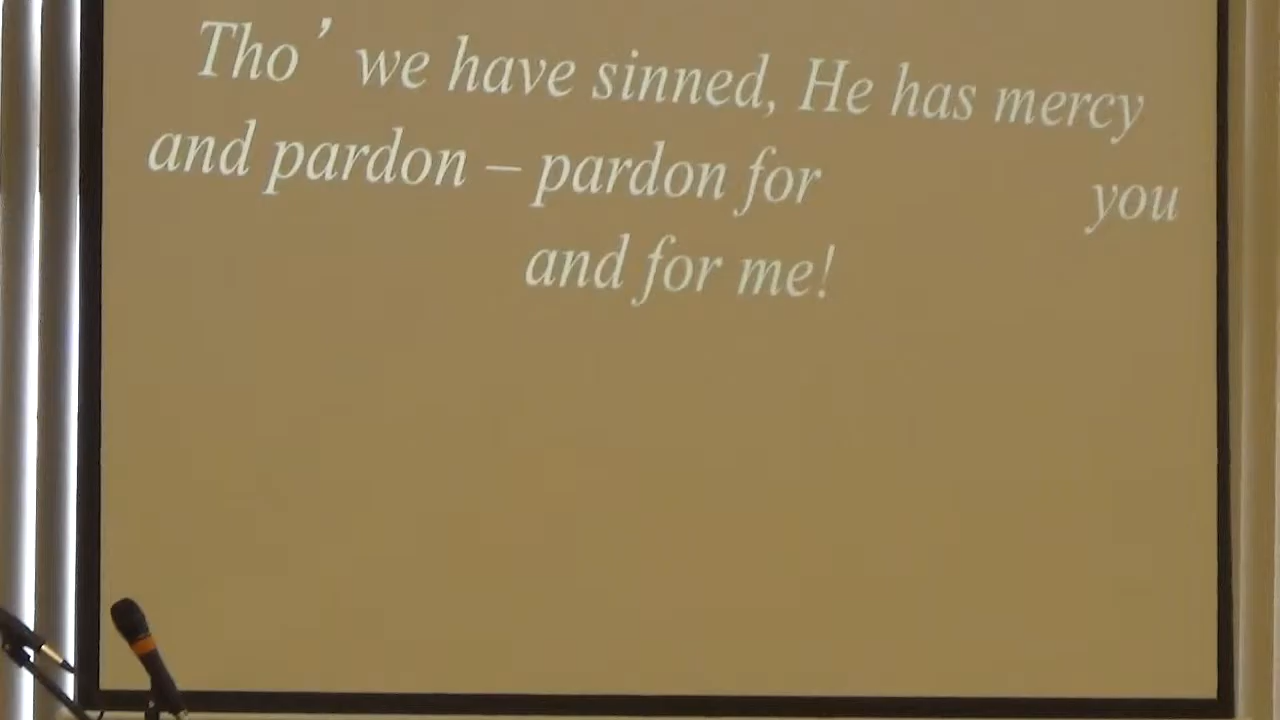 Tho’ we have sinned, He has mercy
and pardon – pardon for you
and for me!